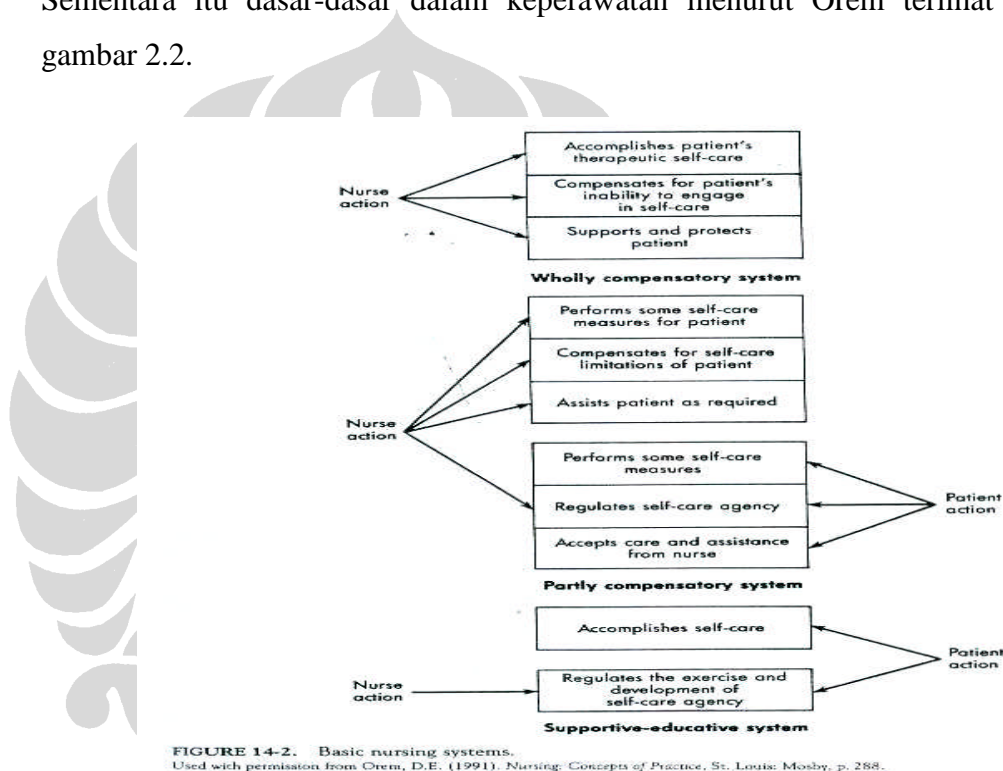 Sementara itu dasar-dasar dalam keperawatan menurut Orem
gambar 2.2.
Accomplishes patient's
therapeutic self-care
Nurse
action
Compensates for patient's
inability to engage
in self-care
Supports and protects
patient
Wholly compensatory system
Performs some self-care
measures for patient
Compensates for self-care
limitations of patient
Assists patient as required
Nurse
action
Performs some self-care
measures
Regulates self-care agency
Accepts care and assistance
from nurse
Patient
action
Partly compensatory system
Accomplishes self-care
Patient
action
Nurse
action
Regulates the exercise and
development of
self-care agency
Supportive-educative system
FIGURE 14-2. Basic nursing systems.
Used with permission from Orem, D.E. (1991). Nursing: Concepts of Practice, St. Louis: Mosby, p. 288.